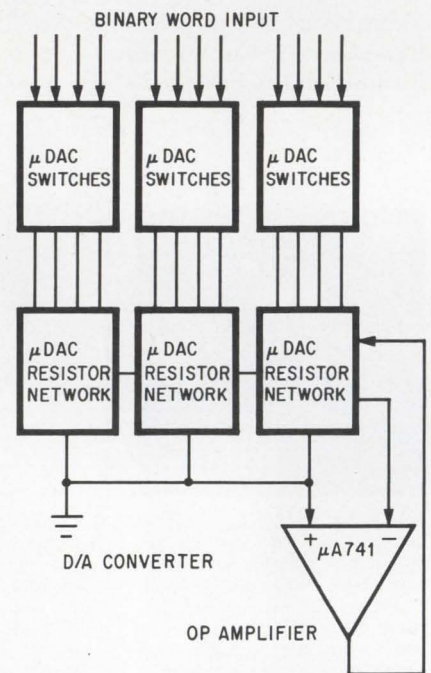 BINARY WORD INPUT
μ DAC
SWITCHES
μ DAC
SWITCHES
μ DAC
SWITCHES
μ DAC
RESISTOR
NETWORK
μ DAC
RESISTOR
NETWORK
μ DAC
RESISTOR
NETWORK
+ −
μA741
D/A CONVERTER
OP AMPLIFIER